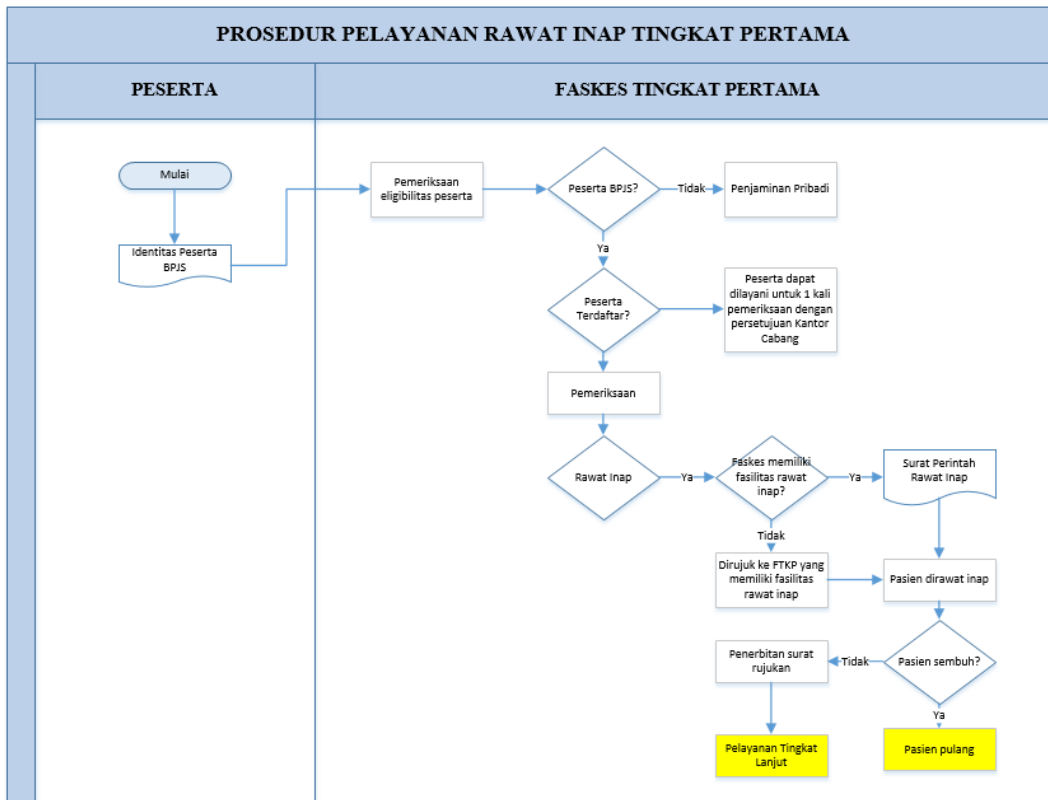 PROSEDUR PELAYANAN RAWAT INAP TINGKAT PERTAMA
PESERTA
FASKES TINGKAT PERTAMA
Mulai
Identitas Peserta
BPJS
Pemeriksaan
eligibilitas peserta
Peserta BPJS?
Tidak
Penjaminan Pribadi
Ya
Peserta
Terdaftar?
Peserta dapat
dilayani untuk 1 kali
pemeriksaan dengan
persetujuan Kantor
Cabang
Pemeriksaan
Rawat Inap
Ya
Faskes memiliki
fasilitas rawat
inap?
Ya
Surat Perintah
Rawat Inap
Tidak
Dirujuk ke FTKP yang
memiliki fasilitas
rawat inap
Pasien dirawat inap
Pasien sembuh?
Tidak
Penerbitan surat
rujukan
Ya
Pelayanan Tingkat
Lanjut
Pasien pulang